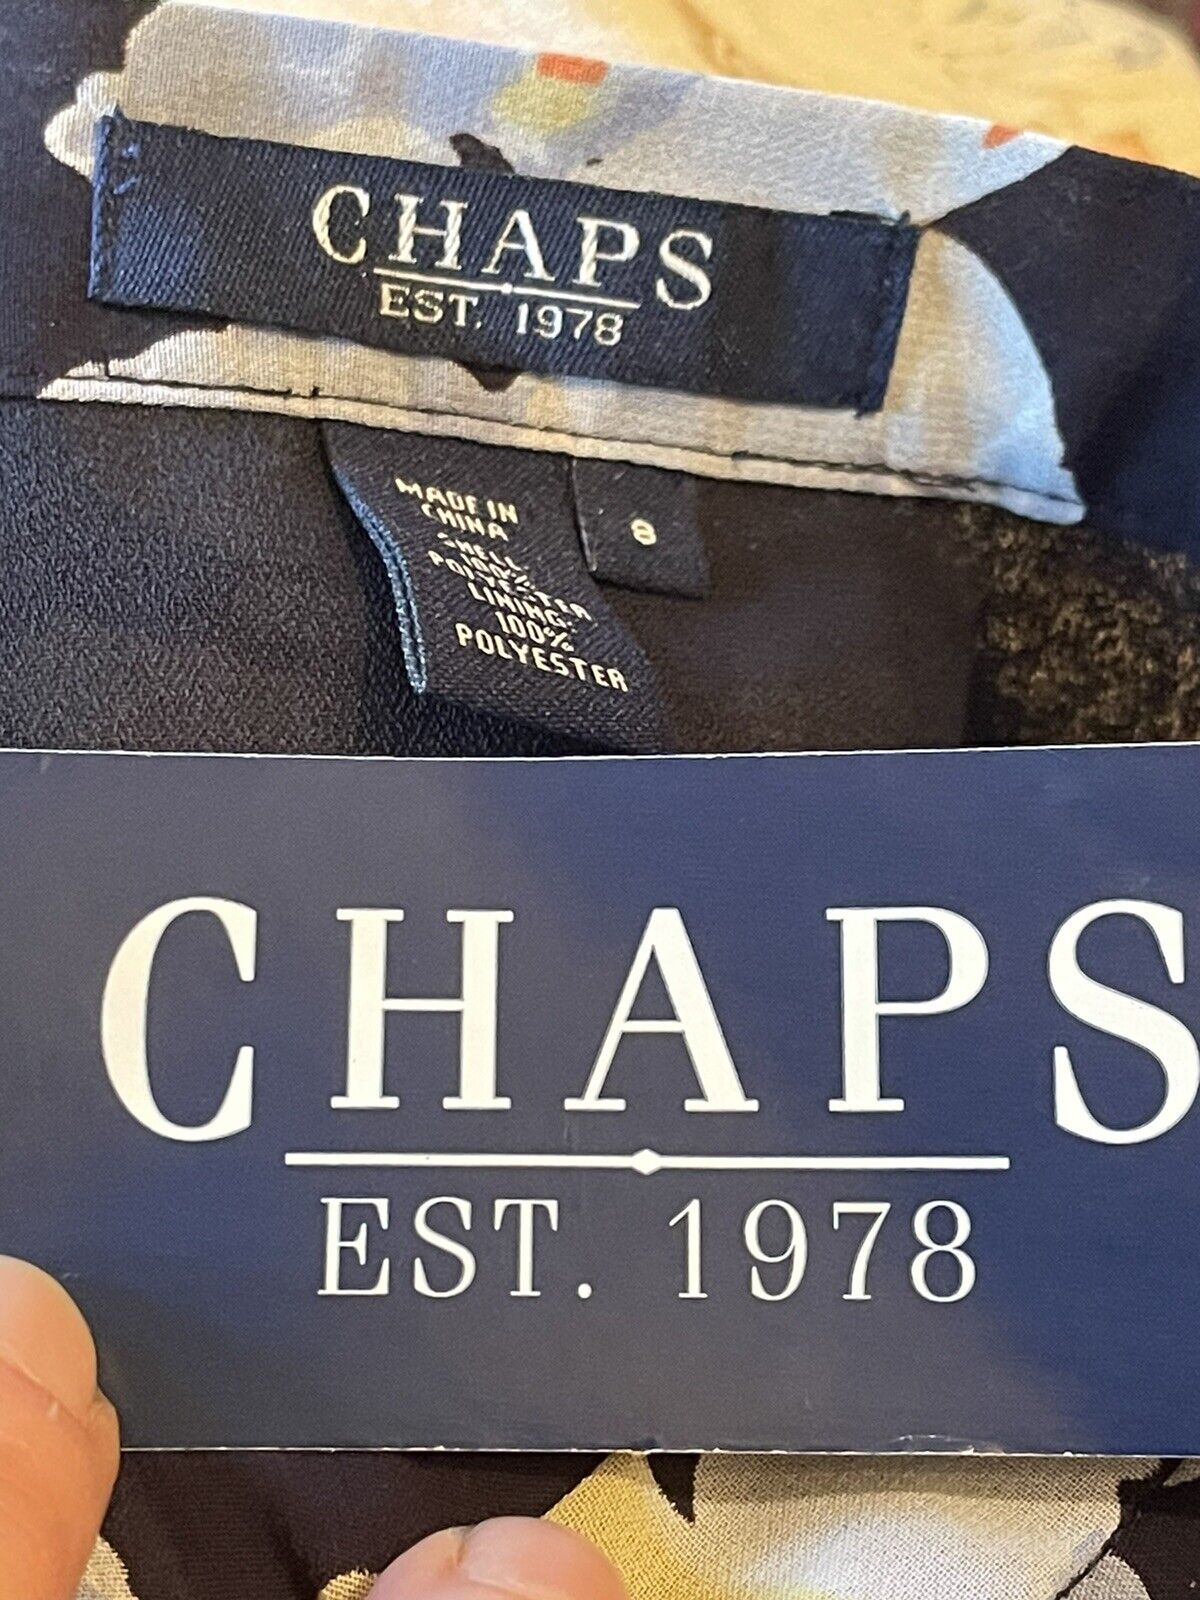 CHAPS
EST. 1978
MADE IN
CHINA
SHELL
100%
POLYESTER
LINING:
100%
POLYESTER
8
CHAPS
EST. 1978